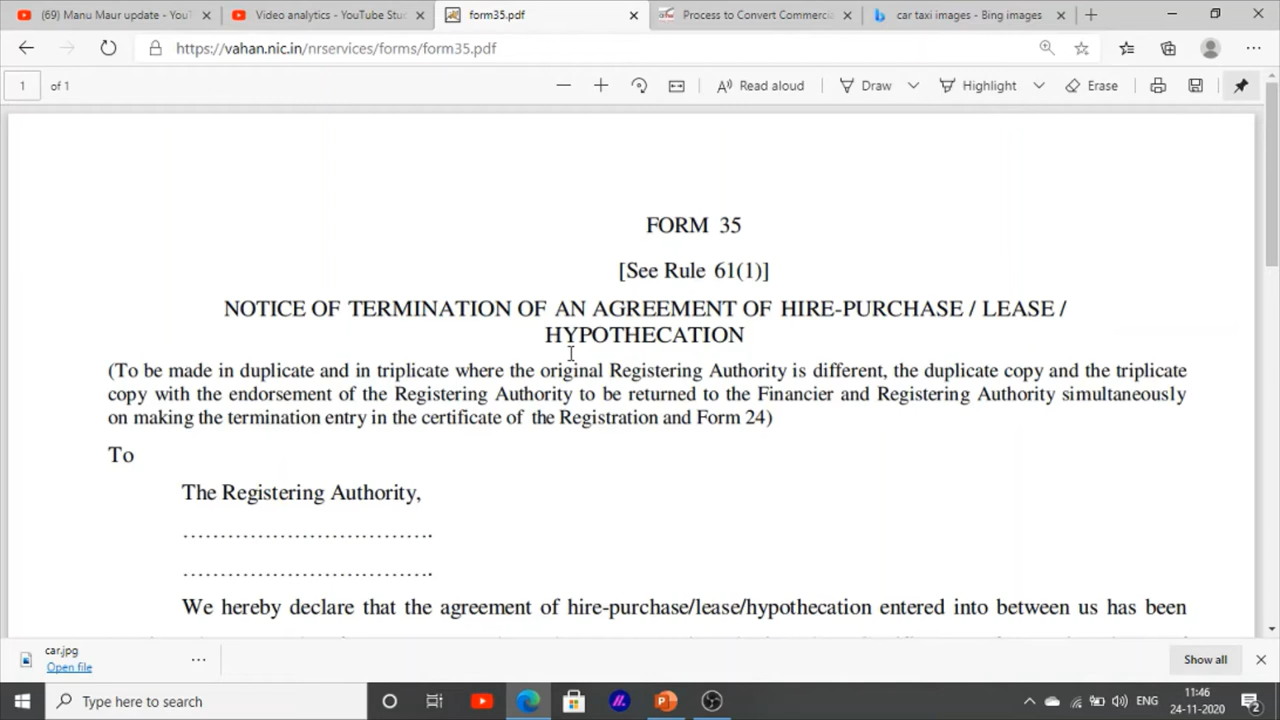 (69) Manu Maur update - You
Video analytics - YouTube Stu
form35.pdf
Process to Convert Commercia
car taxi images - Bing images
https://vahan.nic.in/nrservices/forms/form35.pdf
1 of 1
Read aloud
Draw
Highlight
Erase
FORM 35
[See Rule 61(1)]
NOTICE OF TERMINATION OF AN AGREEMENT OF HIRE-PURCHASE / LEASE /
HYPOTHECATION
(To be made in duplicate and in triplicate where the original Registering Authority is different, the duplicate copy and the triplicate
copy with the endorsement of the Registering Authority to be returned to the Financier and Registering Authority simultaneously
on making the termination entry in the certificate of the Registration and Form 24)
To
The Registering Authority,
…………………………….
…………………………….
We hereby declare that the agreement of hire-purchase/lease/hypothecation entered into between us has been
car.jpg
Open file
Show all
Type here to search
ENG
11:46
24-11-2020
2